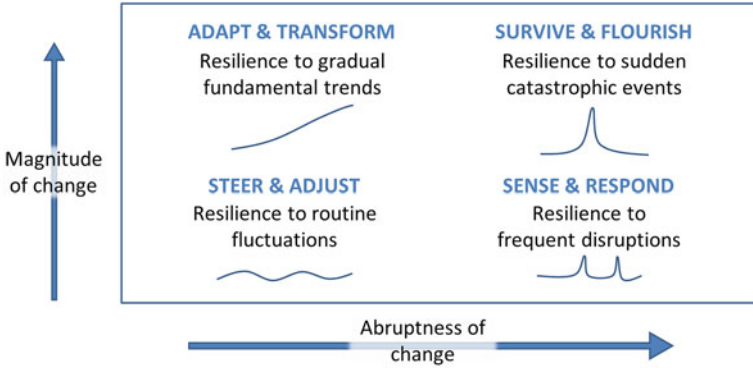 ADAPT & TRANSFORM
Resilience to gradual
fundamental trends
SURVIVE & FLOURISH
Resilience to sudden
catastrophic events
Magnitude
of change
STEER & ADJUST
Resilience to routine
fluctuations
SENSE & RESPOND
Resilience to
frequent disruptions
Abruptness of
change